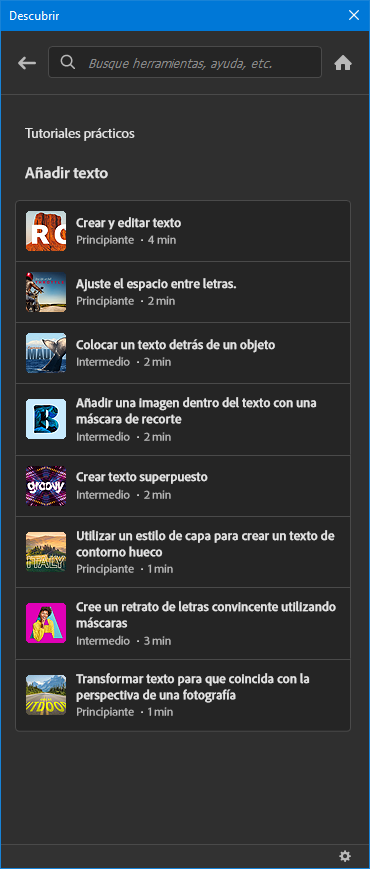 Descubrir
Busque herramientas, ayuda, etc.
Tutoriales prácticos
Añadir texto
Crear y editar texto
Principiante · 4 min
Ajuste el espacio entre letras.
Principiante · 2 min
Colocar un texto detrás de un objeto
Intermedio · 2 min
MAUI
Añadir una imagen dentro del texto con una
máscara de recorte
Intermedio · 2 min
B
Crear texto superpuesto
Intermedio · 2 min
groovy
Utilizar un estilo de capa para crear un texto de
contorno hueco
Principiante · 1 min
ITALY
Cree un retrato de letras convincente utilizando
máscaras
Intermedio · 3 min
Transformar texto para que coincida con la
perspectiva de una fotografía
Principiante · 1 min